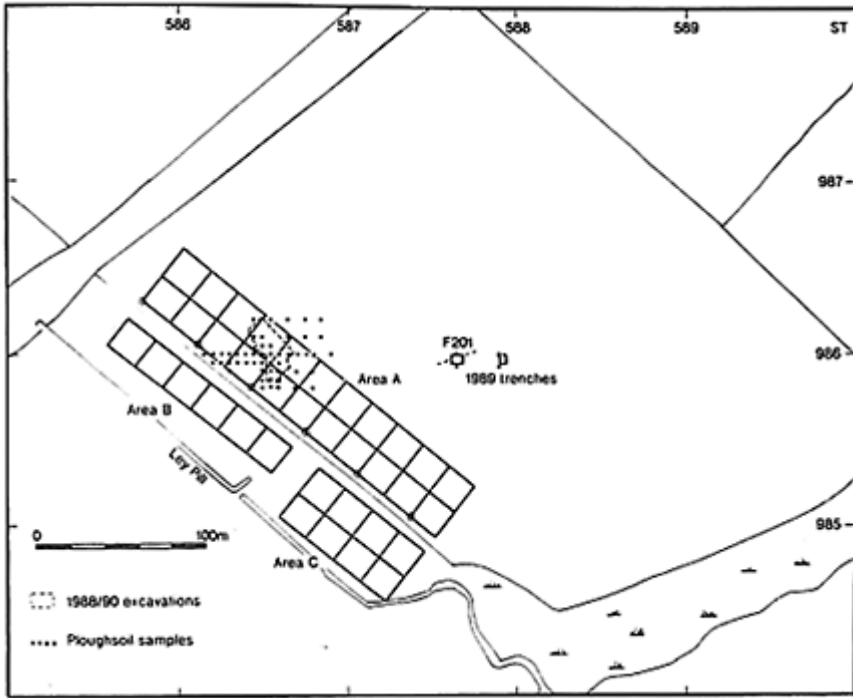 586 587 588 589 ST
987
986
F201
1989 trenches
Area A
Area B
Ley Pill
985
0 100m
Area C
1988/90 excavations
Ploughsoil samples